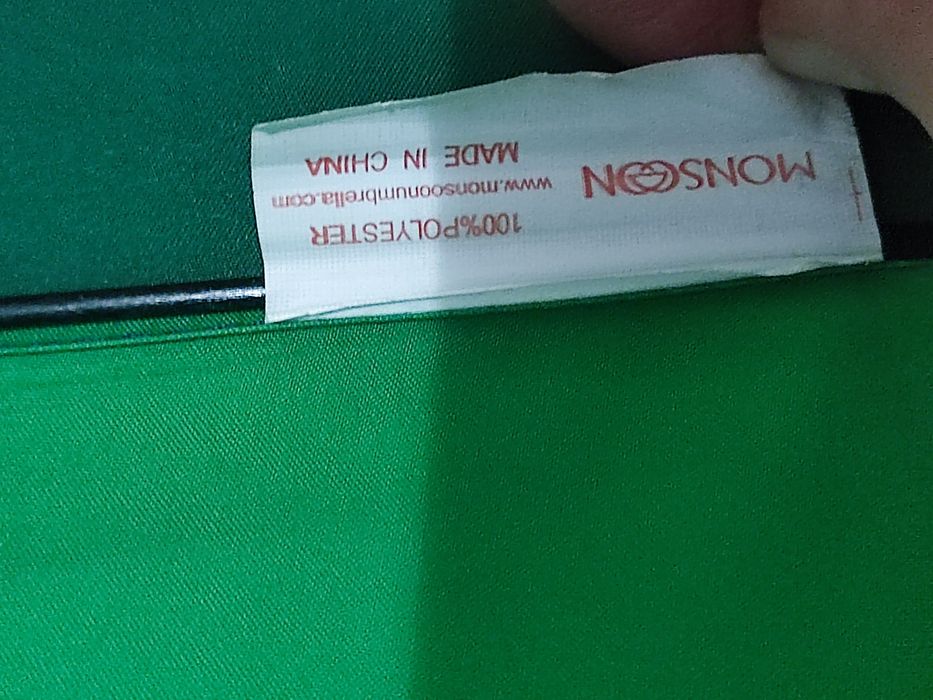 MONSOON
100%POLYESTER
www.monsoonumbrella.com
MADE IN CHINA